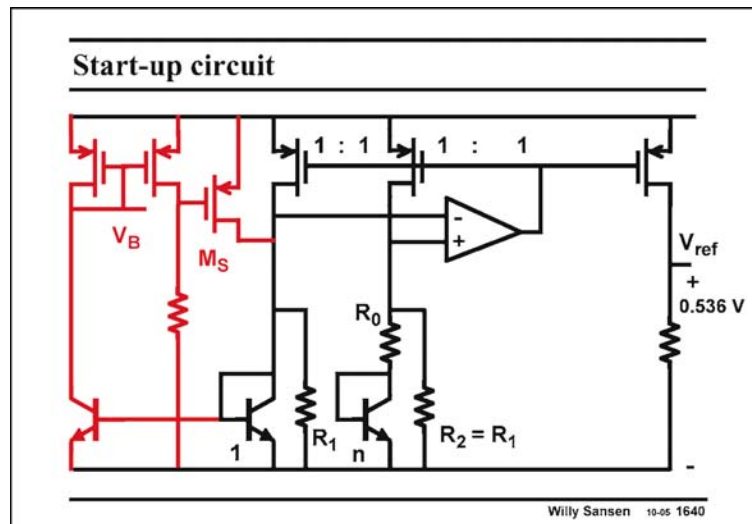 Start-up circuit
1 : 1
1 : 1
-
+
V_B
M_S
V_ref
+
0.536 V
R_0
R_1
R_2 = R_1
1
n
-
Willy Sansen 10-05 1640